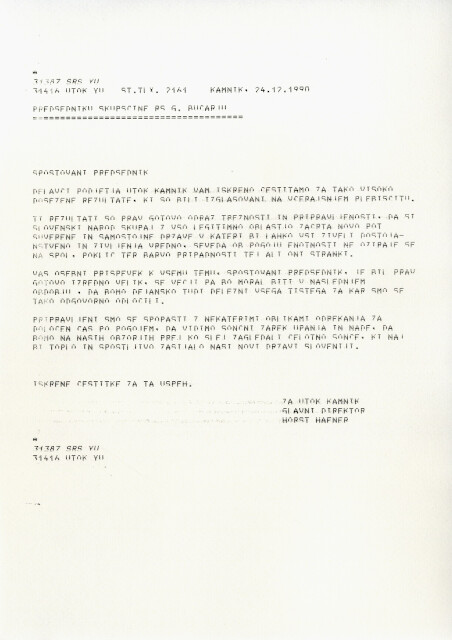 *
31387 SRS YU
31416 UTOK YU   ST.TLX. 2161   KAMNIK, 24.12.1990
PREDSEDNIKU SKUPSCINE RS G. BUCARJU
=====================================
SPOSTOVANI PREDSEDNIK
DELAVCI PODJETJA UTOK KAMNIK VAM ISKRENO CESTITAMO ZA TAKO VISOKO
DOSEZENE REZULTATE, KI SO BILI IZGLASOVANI NA VCERAJSNJEM PLEBISCITU.
TI REZULTATI SO PRAV GOTOVO ODRAZ TREZNOSTI IN PRIPRAVLJENOSTI, DA SI
SLOVENSKI NAROD SKUPAJ Z VSO LEGITIMNO OBLASTJO ZACRTA NOVO POT
SUVERENE IN SAMOSTOJNE DRZAVE V KATERI BI LAHKO VSI ZIVELI DOSTOJA-
NSTVENO IN ZIVLJENJA VREDNO, SEVEDA OB POGOJU ENOTNOSTI NE OZIRAJE SE
NA SPOL, POKLIC TER BARVO PRIPADNOSTI TEJ ALI ONI STRANKI.
VAS OSEBNI PRISPEVEK K VSEMU TEMU, SPOSTOVANI PREDSEDNIK, JE BIL PRAV
GOTOVO IZREDNO VELIK, SE VECJI PA BO MORAL BITI V NASLEDNJEM
OBDOBJU, DA BOMO DEJANSKO TUDI DELEZNI VSEGA TISTEGA ZA KAR SMO SE
TAKO ODGOVORNO ODLOCILI.
PRIPRAVLJENI SMO SE SPOPASTI Z NEKATERIMI OBLIKAMI ODREKANJA ZA
DOLOCEN CAS PO POGOJEM, DA VIDIMO SONCNI ZAREK UPANJA IN NADE, DA
BOMO NA NASIH OBZORJIH PREJ KO SLEJ ZAGLEDALI CELOTNO SONCE, KI NAJ
BI TOPLO IN SPOSTLJIVO ZASIJALO NASI NOVI DRZAVI SLOVENIJI.
ISKRENE CESTITKE ZA TA USPEH.
ZA UTOK KAMNIK
GLAVNI DIREKTOR
HORST HAFNER
*
31387 SRS YU
31416 UTOK YU